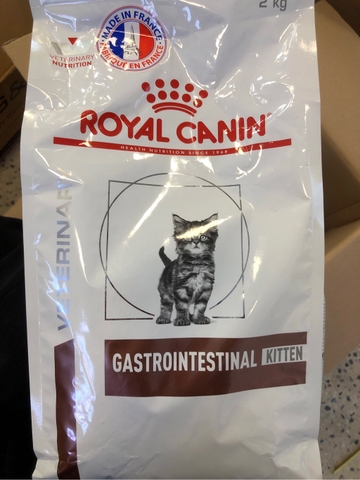 2 kg
MADE IN FRANCE
FABRIQUÉ EN FRANCE
VETERINARY
NUTRITION
ROYAL CANIN
HEALTH NUTRITION SINCE 1968
VETERINARY
GASTROINTESTINAL KITTEN